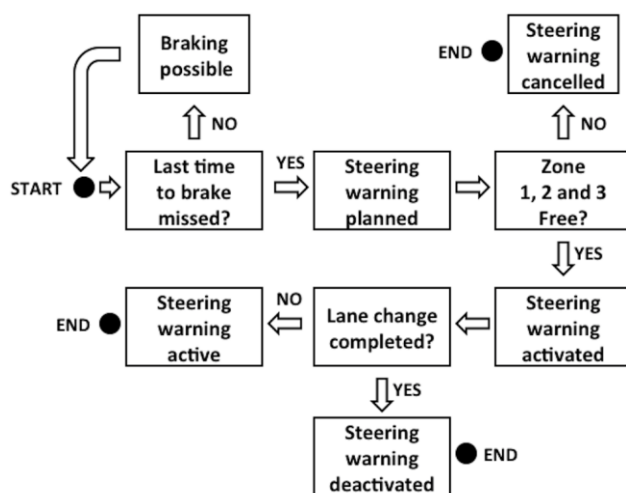 Braking
possible
END
Steering
warning
cancelled
NO
NO
START
Last time
to brake
missed?
YES
Steering
warning
planned
Zone
1, 2 and 3
Free?
YES
END
Steering
warning
active
NO
Lane change
completed?
Steering
warning
activated
YES
Steering
warning
deactivated
END